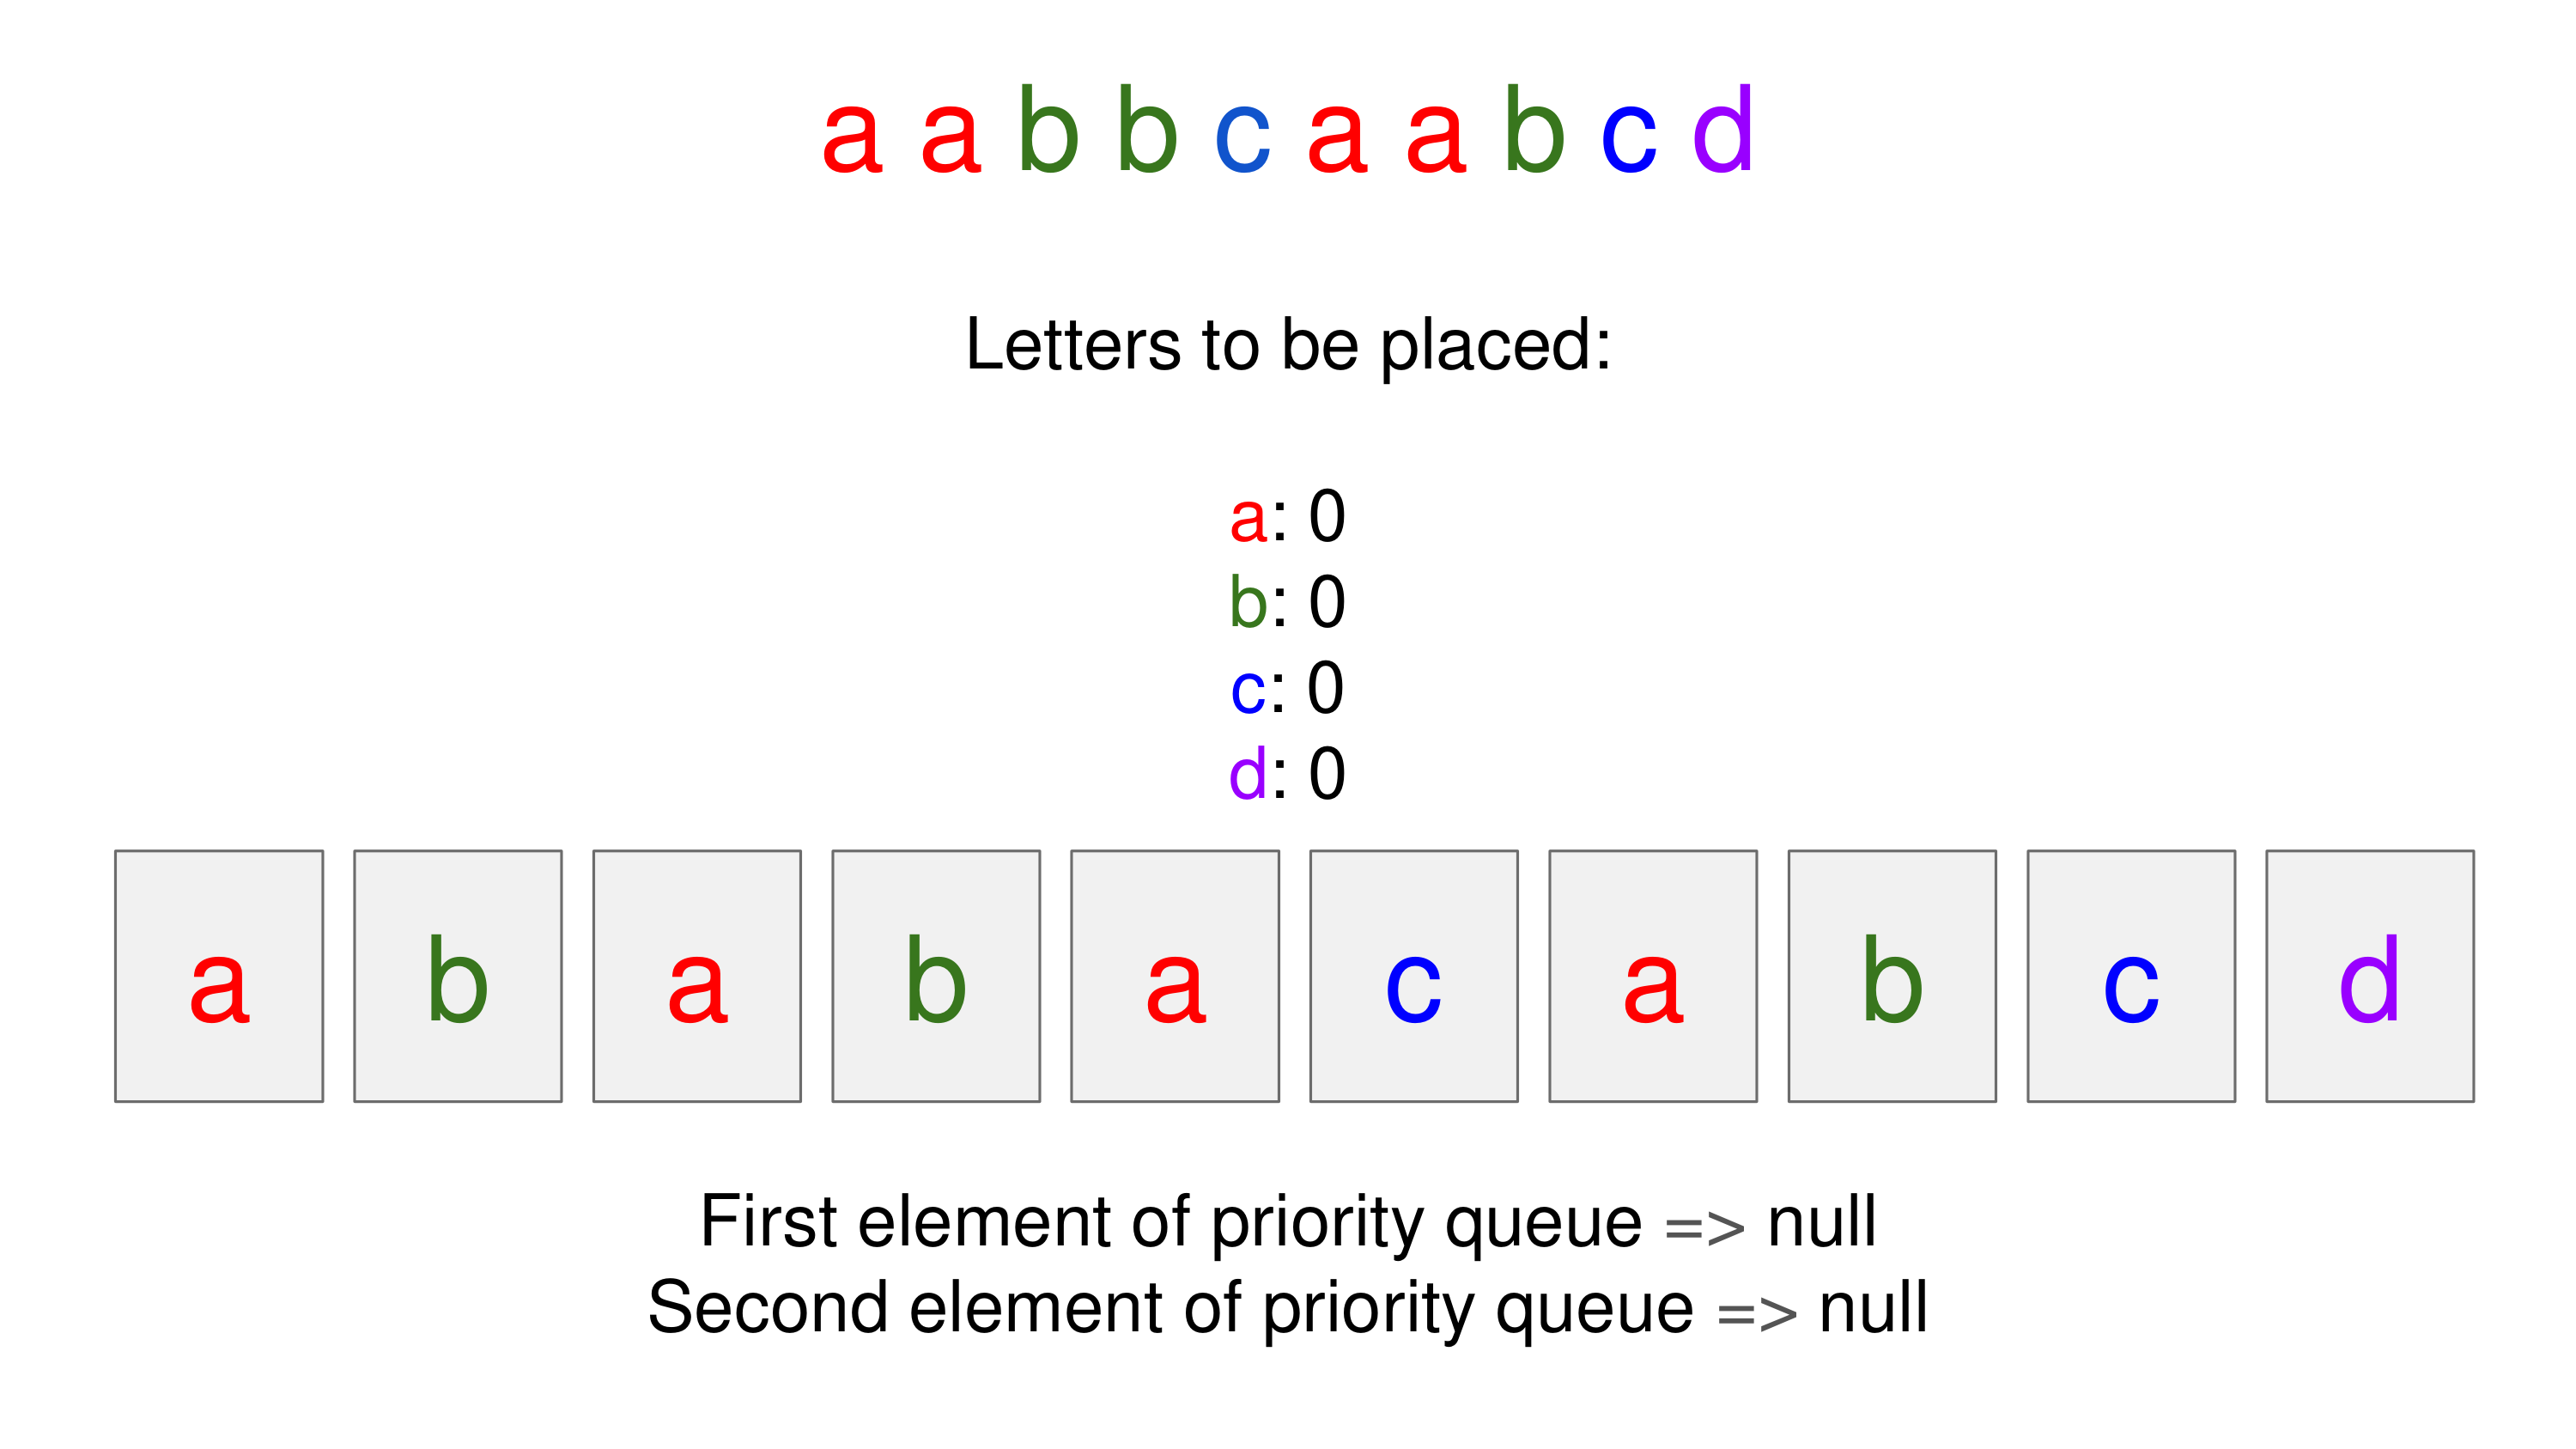 a a b b c a a b c d
Letters to be placed:
a: 0
b: 0
c: 0
d: 0
a b a b a c a b c d
First element of priority queue => null
Second element of priority queue => null